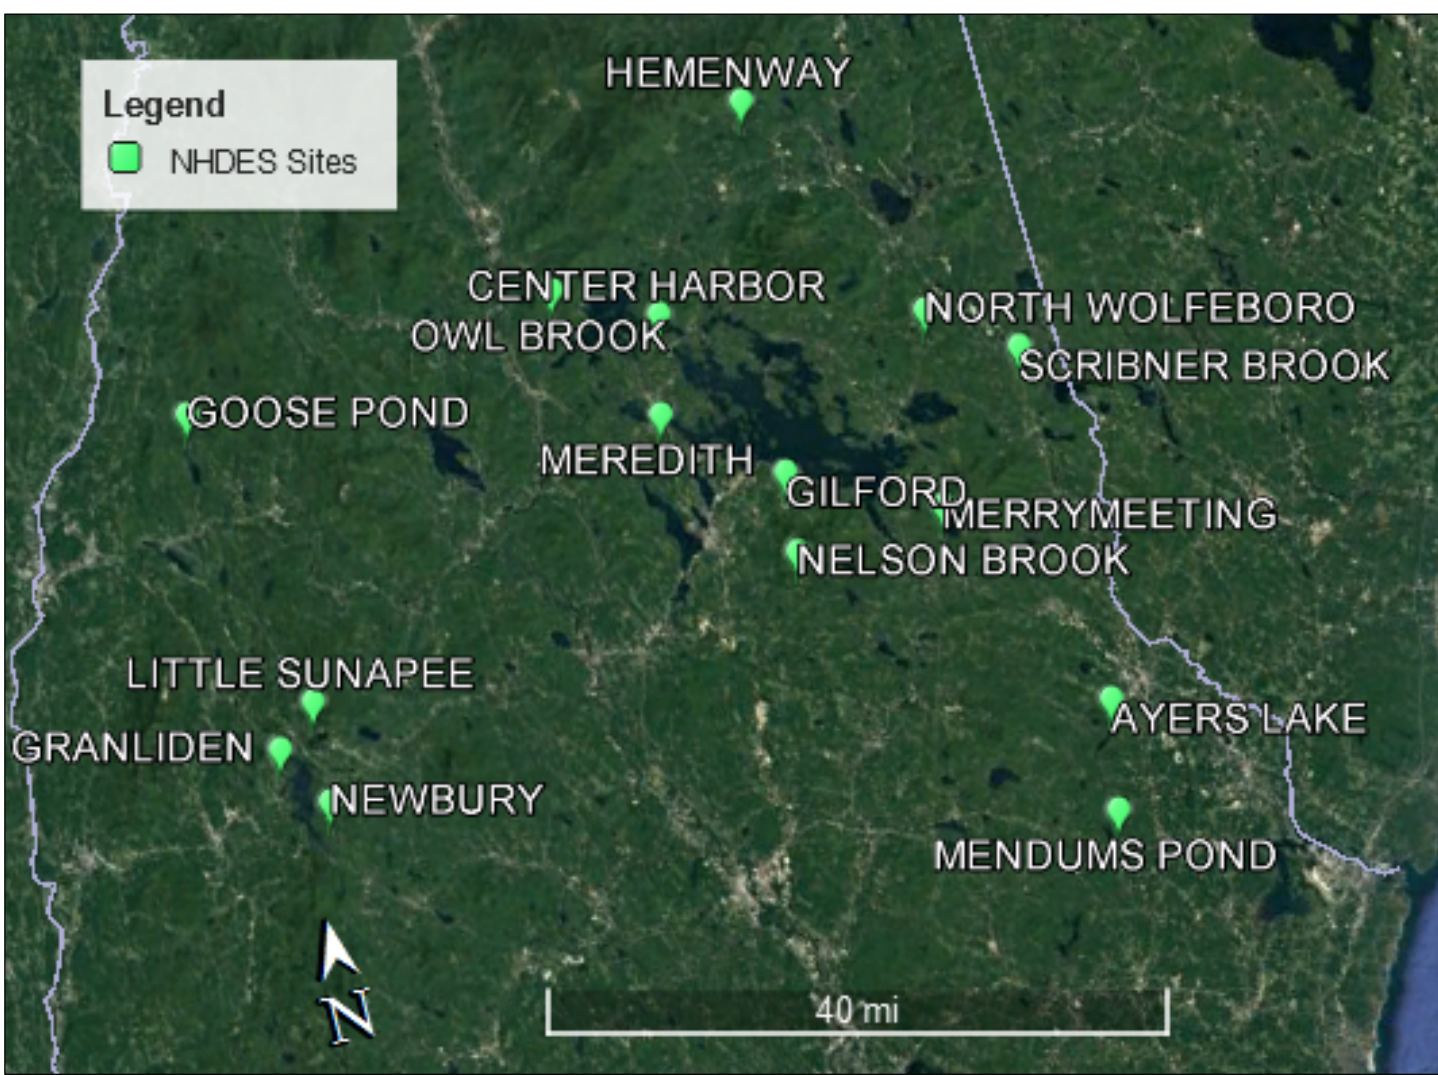 HEMENWAY
Legend
NHDES Sites
CENTER HARBOR
NORTH WOLFEBORO
OWL BROOK
SCRIBNER BROOK
GOOSE POND
MEREDITH
GILFORD
MERRYMEETING
NELSON BROOK
LITTLE SUNAPEE
AYERS LAKE
GRANLIDEN
NEWBURY
MENDUMS POND
N
40 mi